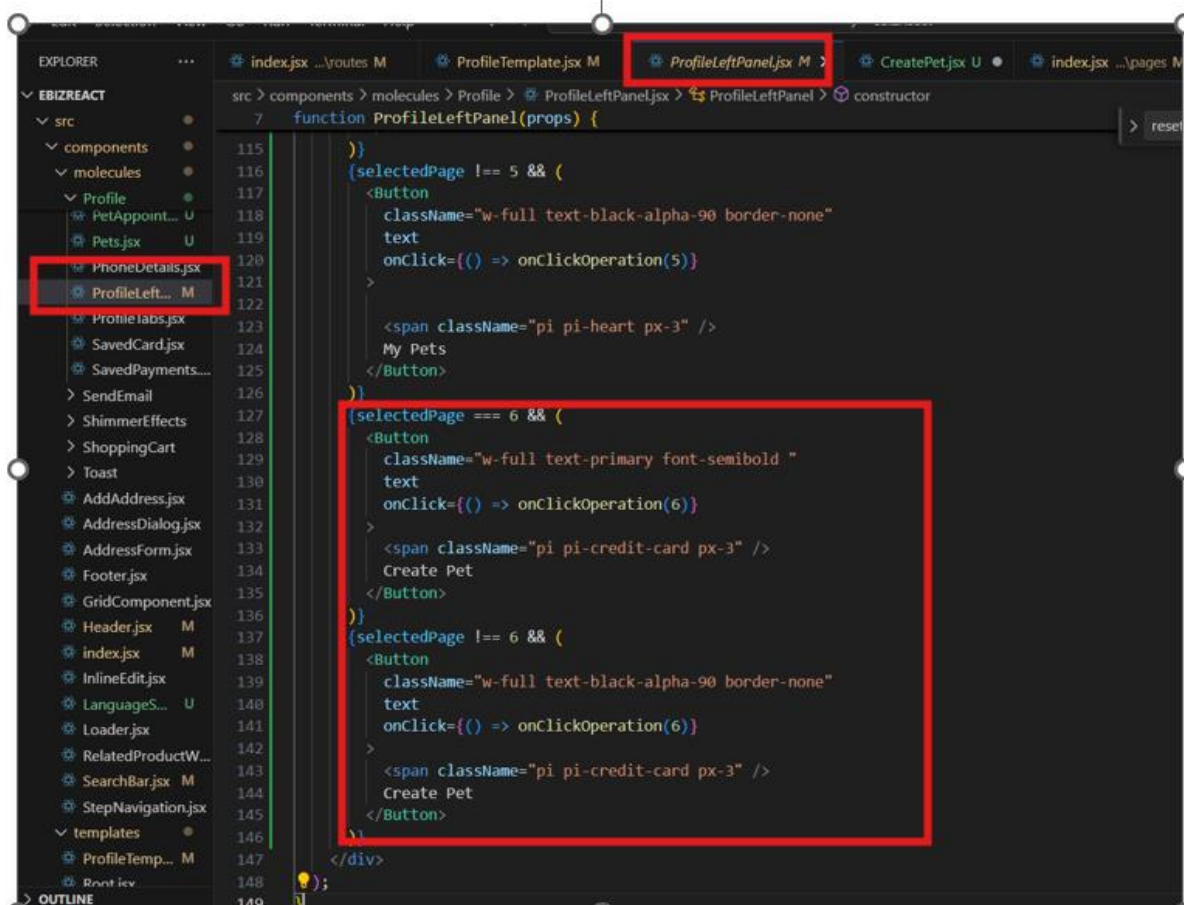 EXPLORER ...
index.jsx ...\routes M
ProfileTemplate.jsx M
ProfileLeftPanel.jsx M
CreatePet.jsx U
index.jsx ...\pages M
EBIZREACT
src
components
molecules
Profile
PetAppoint... U
Pets.jsx U
PhoneDetails.jsx
ProfileLeft... M
ProfileTabs.jsx
SavedCard.jsx
SavedPayments....
SendEmail
ShimmerEffects
ShoppingCart
Toast
AddAddress.jsx
AddressDialog.jsx
AddressForm.jsx
Footer.jsx
GridComponent.jsx
Header.jsx M
index.jsx M
InlineEdit.jsx
LanguageS... U
Loader.jsx
RelatedProductW...
SearchBar.jsx M
StepNavigation.jsx
templates
ProfileTemp... M
Root.jsx
OUTLINE
src > components > molecules > Profile > ProfileLeftPanel.jsx > ProfileLeftPanel > constructor
7 function ProfileLeftPanel(props) {
> reset
115 )}
116 {selectedPage !== 5 && (
117 <Button
118 className="w-full text-black-alpha-90 border-none"
119 text
120 onClick={() => onClickOperation(5)}
121 >
122
123 <span className="pi pi-heart px-3" />
124 My Pets
125 </Button>
126 )}
127 {selectedPage === 6 && (
128 <Button
129 className="w-full text-primary font-semibold "
130 text
131 onClick={() => onClickOperation(6)}
132 >
133 <span className="pi pi-credit-card px-3" />
134 Create Pet
135 </Button>
136 )}
137 {selectedPage !== 6 && (
138 <Button
139 className="w-full text-black-alpha-90 border-none"
140 text
141 onClick={() => onClickOperation(6)}
142 >
143 <span className="pi pi-credit-card px-3" />
144 Create Pet
145 </Button>
146 )}
147 </div>
148 );
149 }